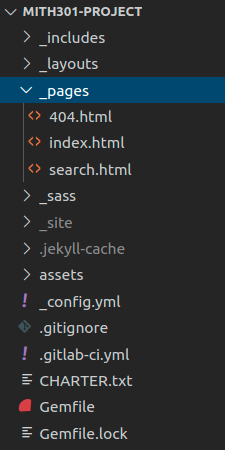 MITH301-PROJECT
_includes
_layouts
_pages
404.html
index.html
search.html
_sass
_site
.jekyll-cache
assets
_config.yml
.gitignore
.gitlab-ci.yml
CHARTER.txt
Gemfile
Gemfile.lock